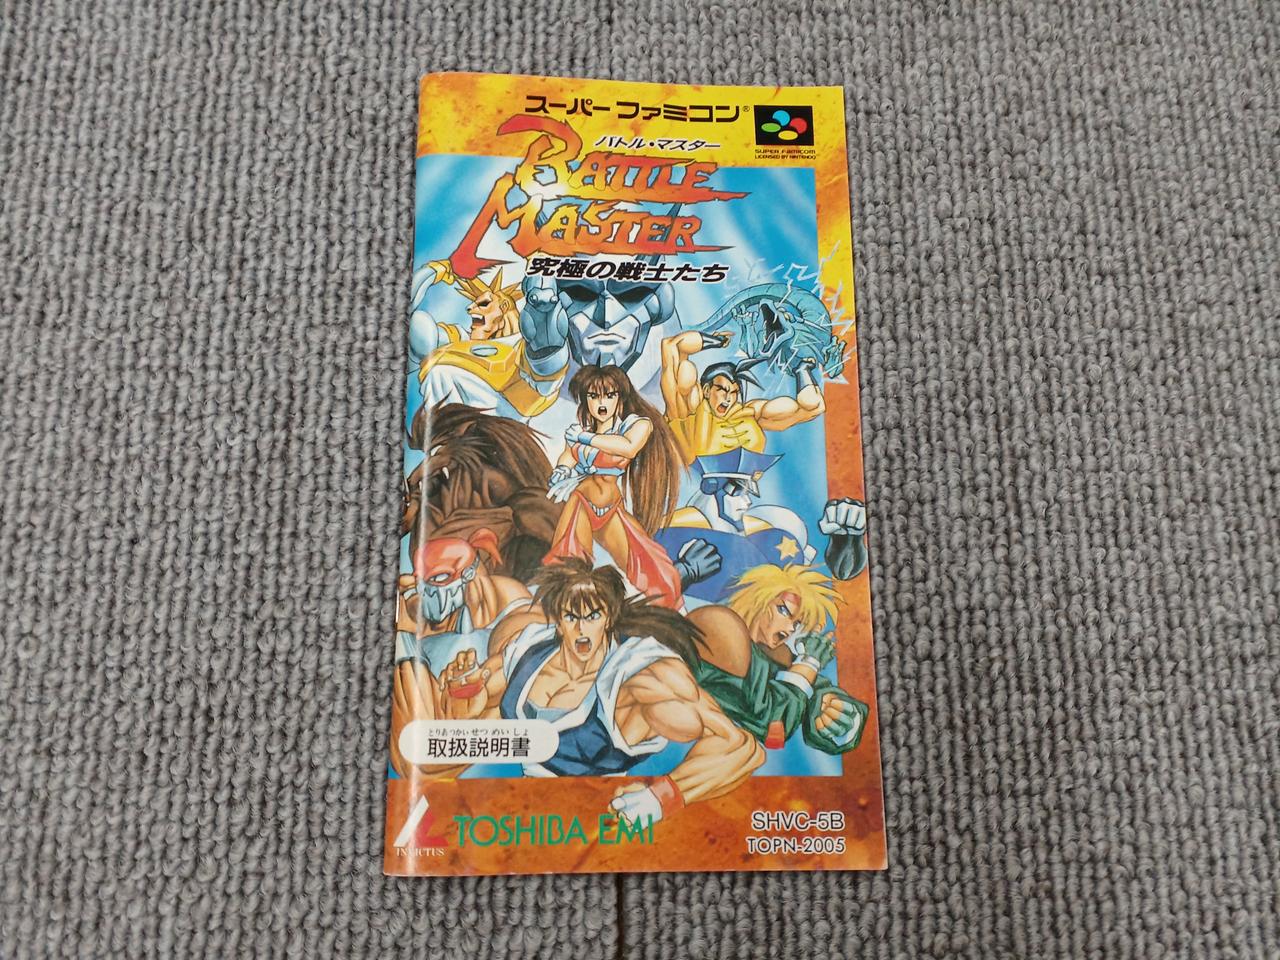 スーパーファミコン®
SUPER FAMICOM
LICENSED BY NINTENDO
バトル・マスター
BATTLE
MASTER
究極の戦士たち
とりあつかいせつめいしょ
取扱説明書
INVICTUS
TOSHIBA EMI
SHVC-5B
TOPN-2005